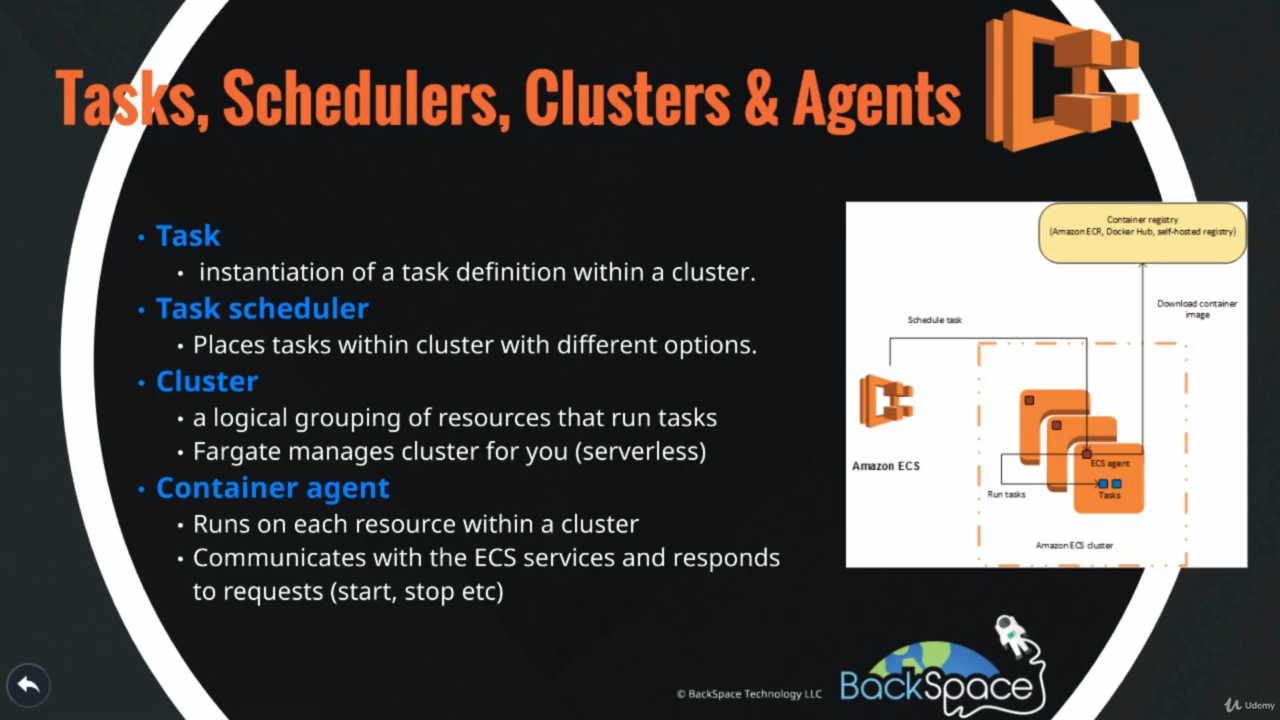 Tasks, Schedulers, Clusters & Agents
• Task
• instantiation of a task definition within a cluster.
• Task scheduler
• Places tasks within cluster with different options.
• Cluster
• a logical grouping of resources that run tasks
• Fargate manages cluster for you (serverless)
• Container agent
• Runs on each resource within a cluster
• Communicates with the ECS services and responds
to requests (start, stop etc)
Container registry
(Amazon ECR, Docker Hub, self-hosted registry)
Download container
image
Schedule task
Amazon ECS
ECS agent
Tasks
Run tasks
Amazon ECS cluster
© BackSpace Technology LLC
BackSpace
Udemy